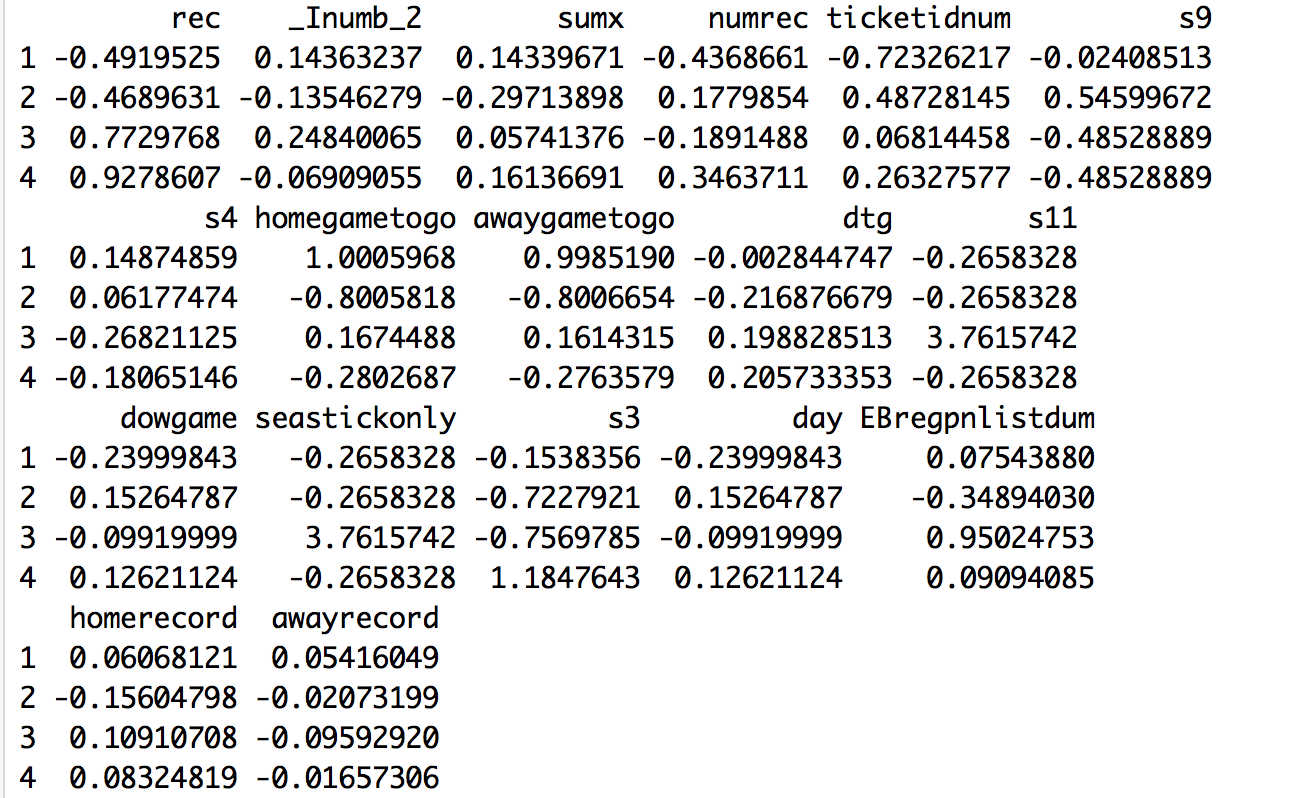 rec _Inumb_2 sumx numrec ticketidnum s9
1 -0.4919525 0.14363237 0.14339671 -0.4368661 -0.72326217 -0.02408513
2 -0.4689631 -0.13546279 -0.29713898 0.1779854 0.48728145 0.54599672
3 0.7729768 0.24840065 0.05741376 -0.1891488 0.06814458 -0.48528889
4 0.9278607 -0.06909055 0.16136691 0.3463711 0.26327577 -0.48528889
s4 homegametogo awaygametogo dtg s11
1 0.14874859 1.0005968 0.9985190 -0.002844747 -0.2658328
2 0.06177474 -0.8005818 -0.8006654 -0.216876679 -0.2658328
3 -0.26821125 0.1674488 0.1614315 0.198828513 3.7615742
4 -0.18065146 -0.2802687 -0.2763579 0.205733353 -0.2658328
dowgame seastickonly s3 day EBregpnlistdum
1 -0.23999843 -0.2658328 -0.1538356 -0.23999843 0.07543880
2 0.15264787 -0.2658328 -0.7227921 0.15264787 -0.34894030
3 -0.09919999 3.7615742 -0.7569785 -0.09919999 0.95024753
4 0.12621124 -0.2658328 1.1847643 0.12621124 0.09094085
homerecord awayrecord
1 0.06068121 0.05416049
2 -0.15604798 -0.02073199
3 0.10910708 -0.09592920
4 0.08324819 -0.01657306